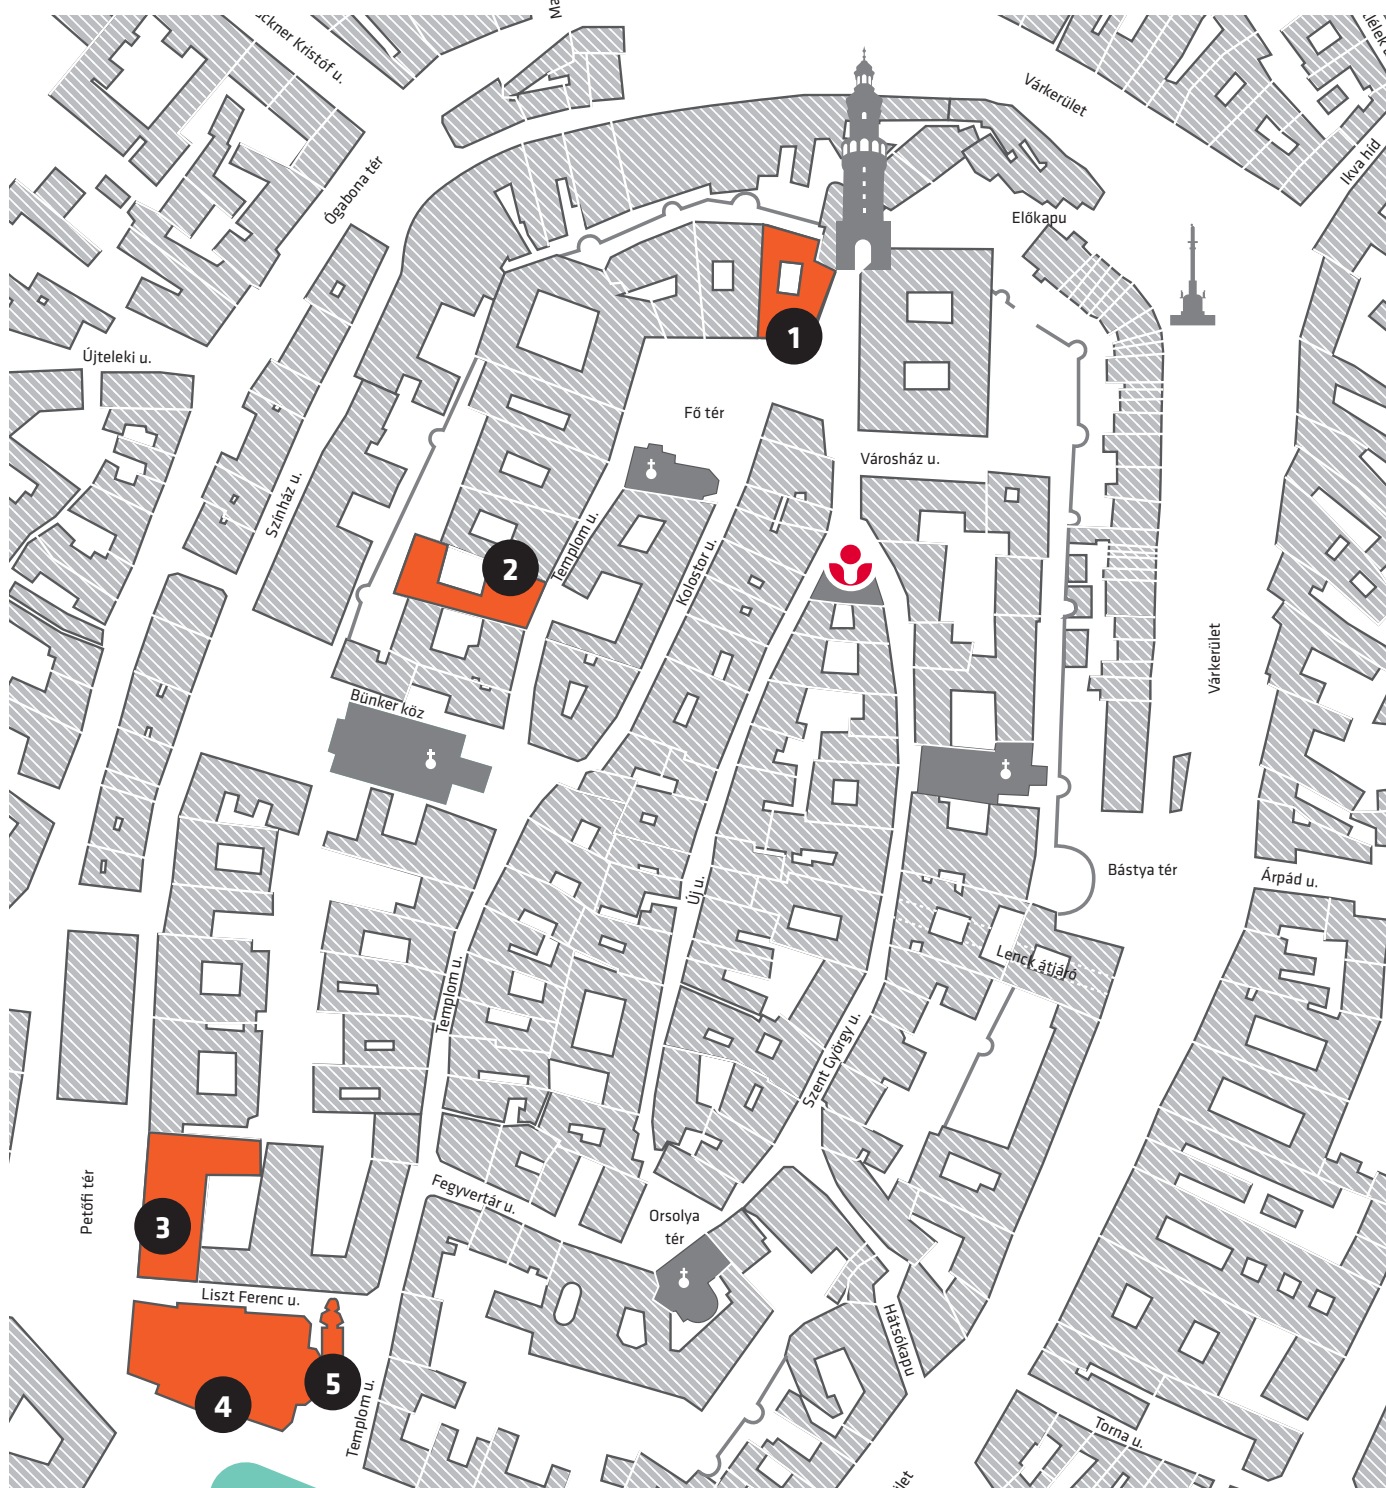 Várkerület
Ikva híd
Ógabona tér
Előkapu
1
Újteleki u.
Fő tér
Városház u.
Színház u.
2
Templom u.
Kolostor u.
Várkerület
Bünker köz
Bástya tér
Árpád u.
Új u.
Lenck átjáró
Templom u.
Szent György u.
Petőfi tér
3
Fegyvertár u.
Orsolya
tér
Liszt Ferenc u.
Hátsókapu
5
4
Templom u.
Torna u.